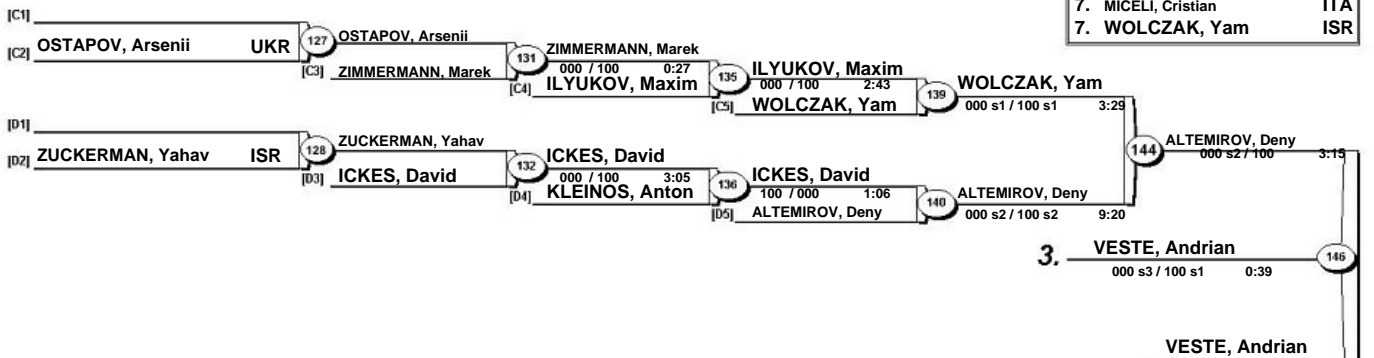 7. MICELI, Cristian ITA
7. WOLCZAK, Yam ISR
[C1]
[C2] OSTAPOV, Arsenii UKR
127
OSTAPOV, Arsenii
[C3] ZIMMERMANN, Marek
131
ZIMMERMANN, Marek
000 / 100 0:27
[C4] ILYUKOV, Maxim
135
ILYUKOV, Maxim
000 / 100 2:43
[C5] WOLCZAK, Yam
139
WOLCZAK, Yam
000 s1 / 100 s1 3:29
[D1]
[D2] ZUCKERMAN, Yahav ISR
128
ZUCKERMAN, Yahav
[D3] ICKES, David
132
ICKES, David
000 / 100 3:05
[D4] KLEINOS, Anton
136
ICKES, David
100 / 000 1:06
[D5] ALTEMIROV, Deny
140
ALTEMIROV, Deny
000 s2 / 100 s2 9:20
144
ALTEMIROV, Deny
000 s2 / 100 3:15
3. VESTE, Andrian
000 s3 / 100 s1 0:39
146
VESTE, Andrian